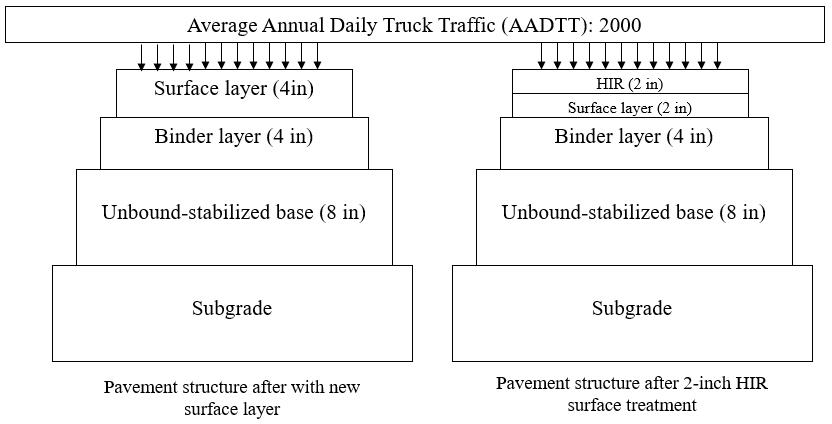 Average Annual Daily Truck Traffic (AADTT): 2000
Surface layer (4in)
Binder layer (4 in)
Unbound-stabilized base (8 in)
Subgrade
Pavement structure after with new
surface layer
HIR (2 in)
Surface layer (2 in)
Binder layer (4 in)
Unbound-stabilized base (8 in)
Subgrade
Pavement structure after 2-inch HIR
surface treatment